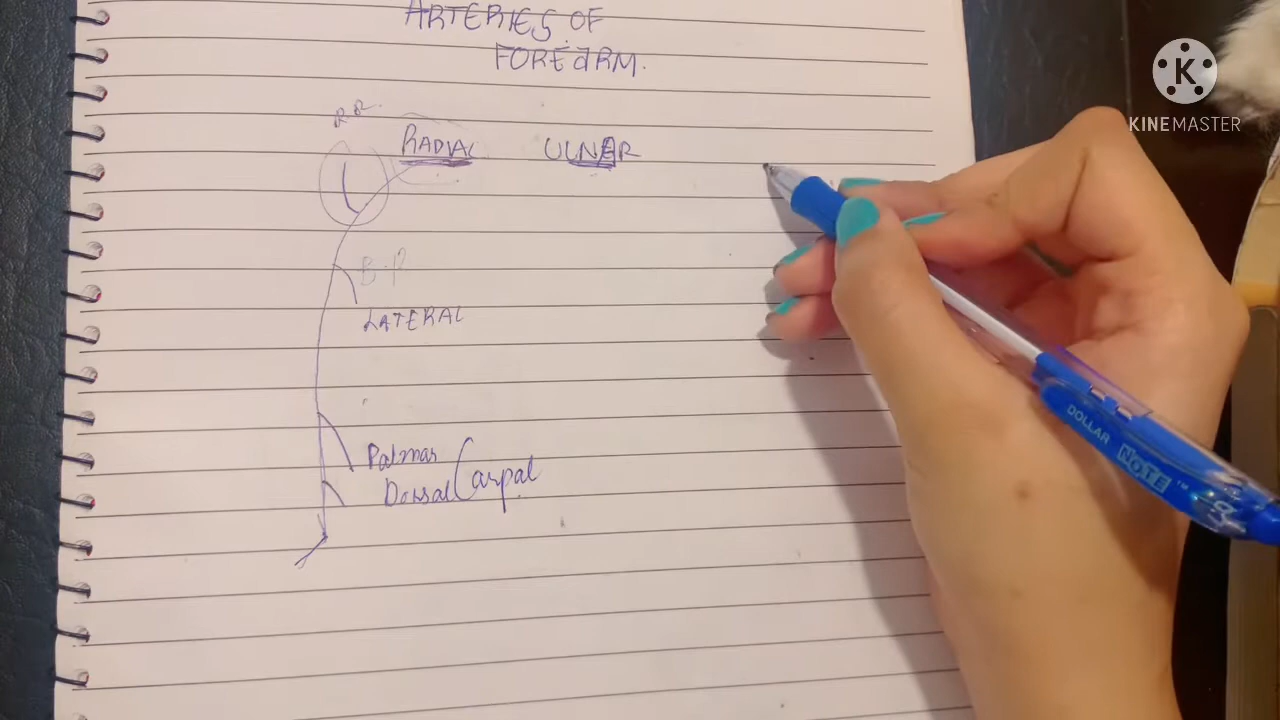 ARTERIES OF
FOREARM.
R R.
RADIAL ULNAR
B.P
LATERAL
Palmar
Dorsal Carpal
K
KINEMASTER
DOLLAR NOTE